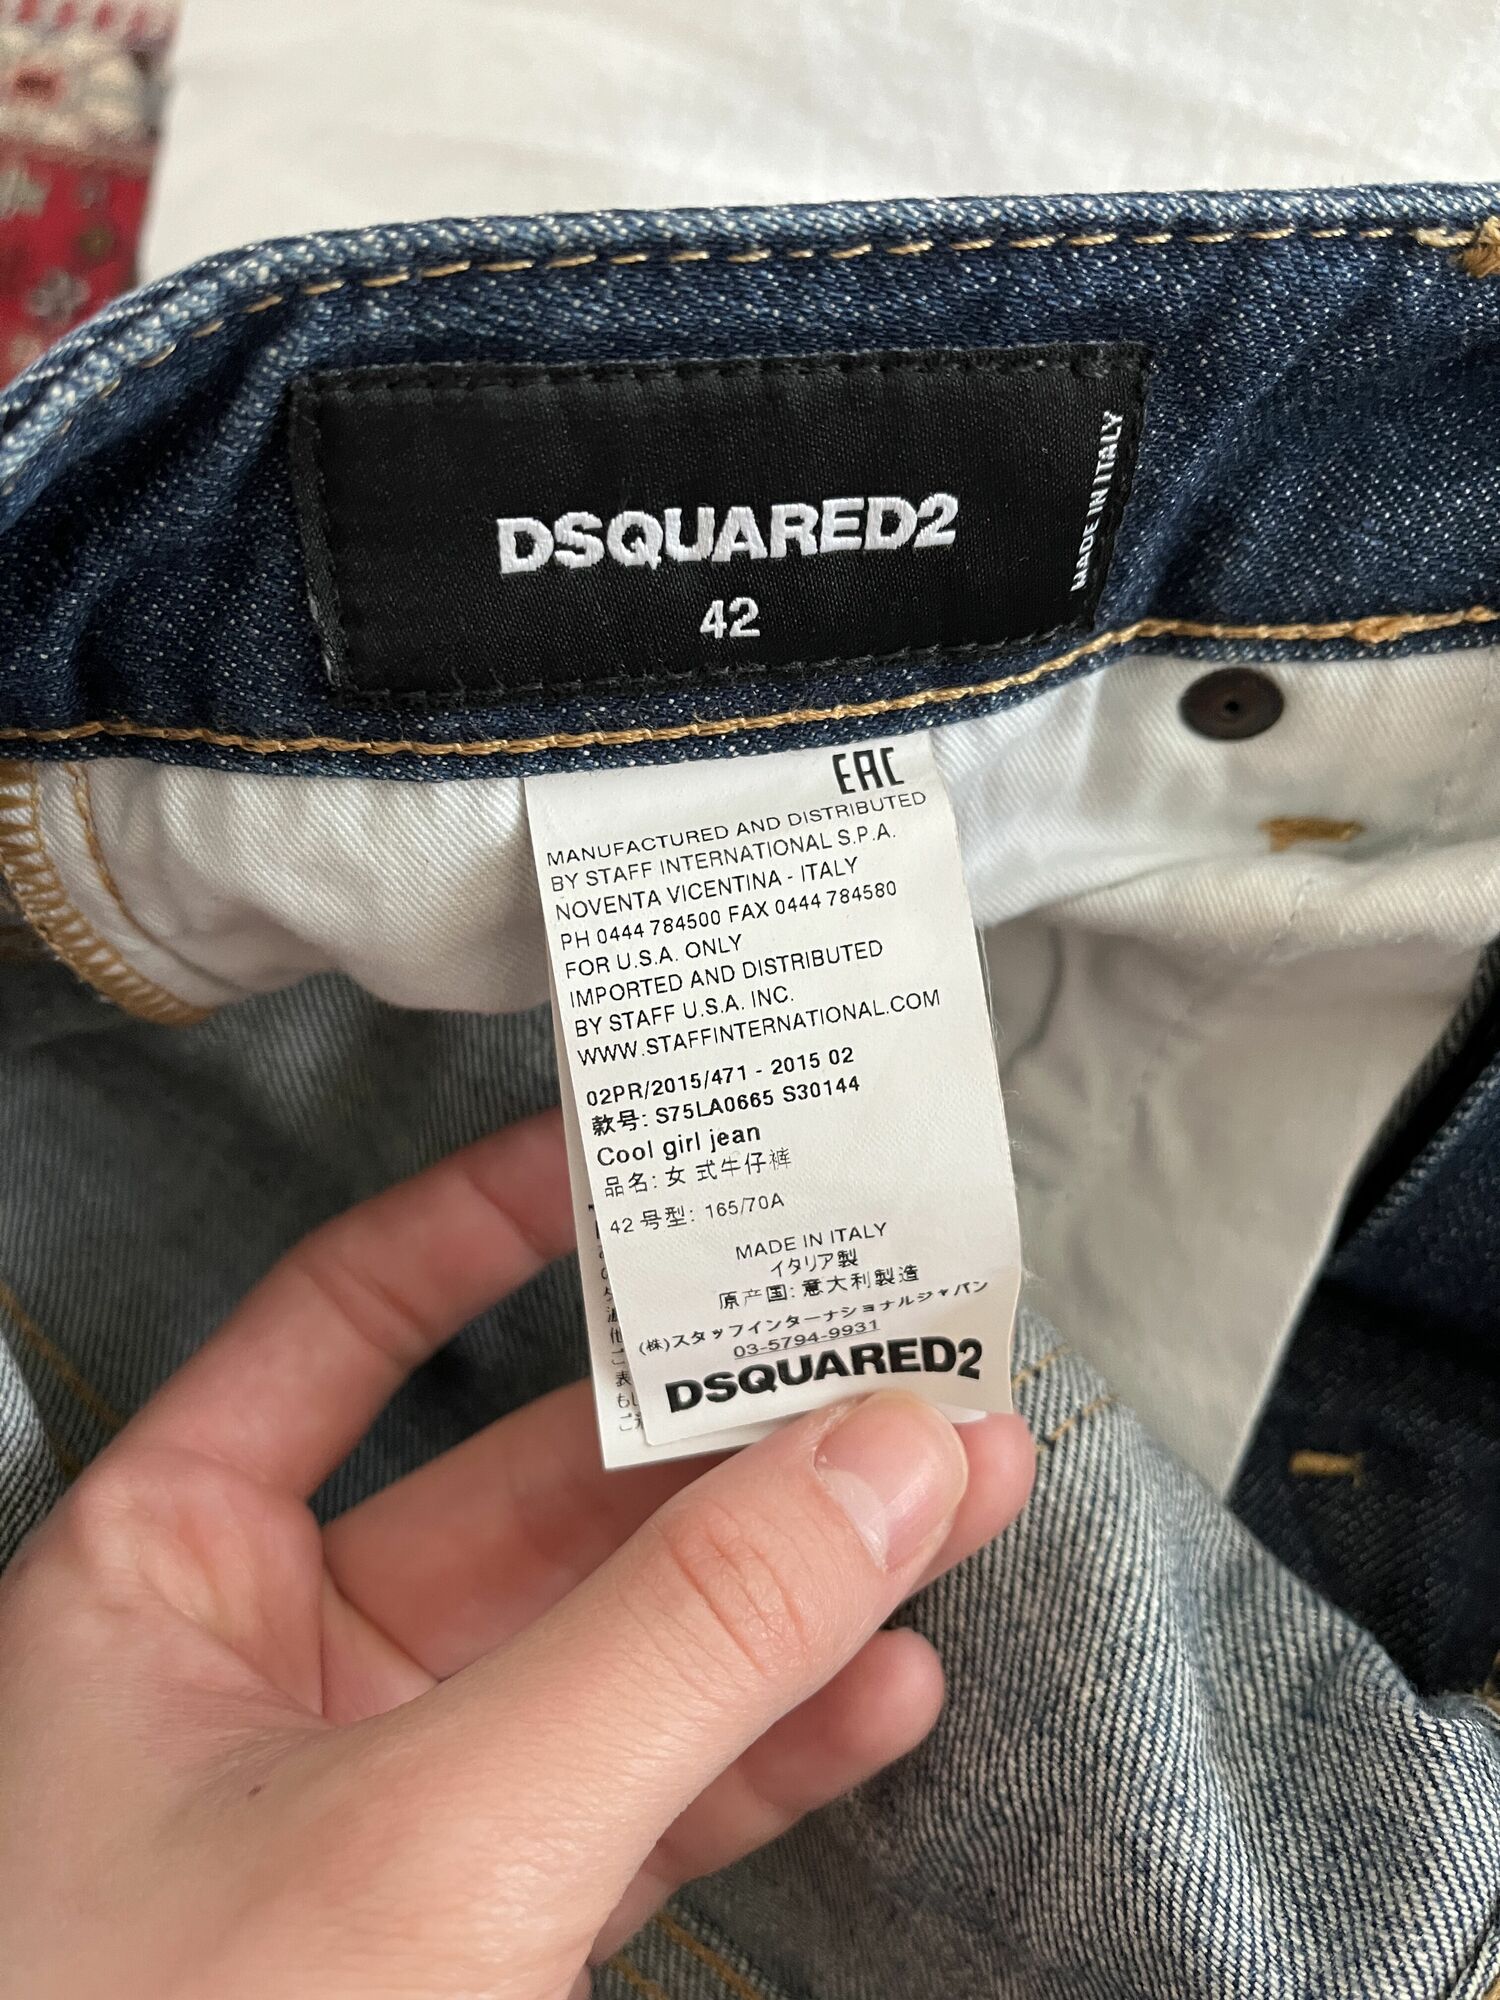 DSQUARED2
42
MADE IN ITALY
EAC
MANUFACTURED AND DISTRIBUTED
BY STAFF INTERNATIONAL S.P.A.
NOVENTA VICENTINA - ITALY
PH 0444 784500 FAX 0444 784580
FOR U.S.A. ONLY
IMPORTED AND DISTRIBUTED
BY STAFF U.S.A. INC.
WWW.STAFFINTERNATIONAL.COM
02PR/2015/471 - 2015 02
款号: S75LA0665 S30144
Cool girl jean
品名: 女 式牛仔裤
42 号型: 165/70A
MADE IN ITALY
イタリア製
原产国: 意大利製造
(株)スタッフインターナショナルジャパン
03-5794-9931
DSQUARED2